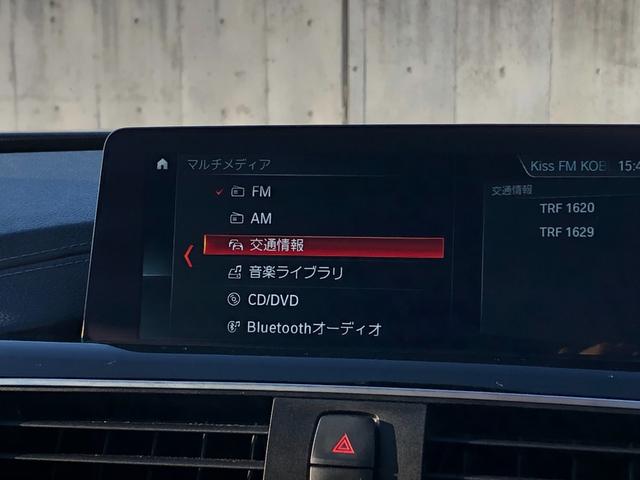 マルチメディア
Kiss FM KOB 15:4
FM
AM
交通情報
音楽ライブラリ
CD/DVD
Bluetoothオーディオ
交通情報
TRF 1620
TRF 1629